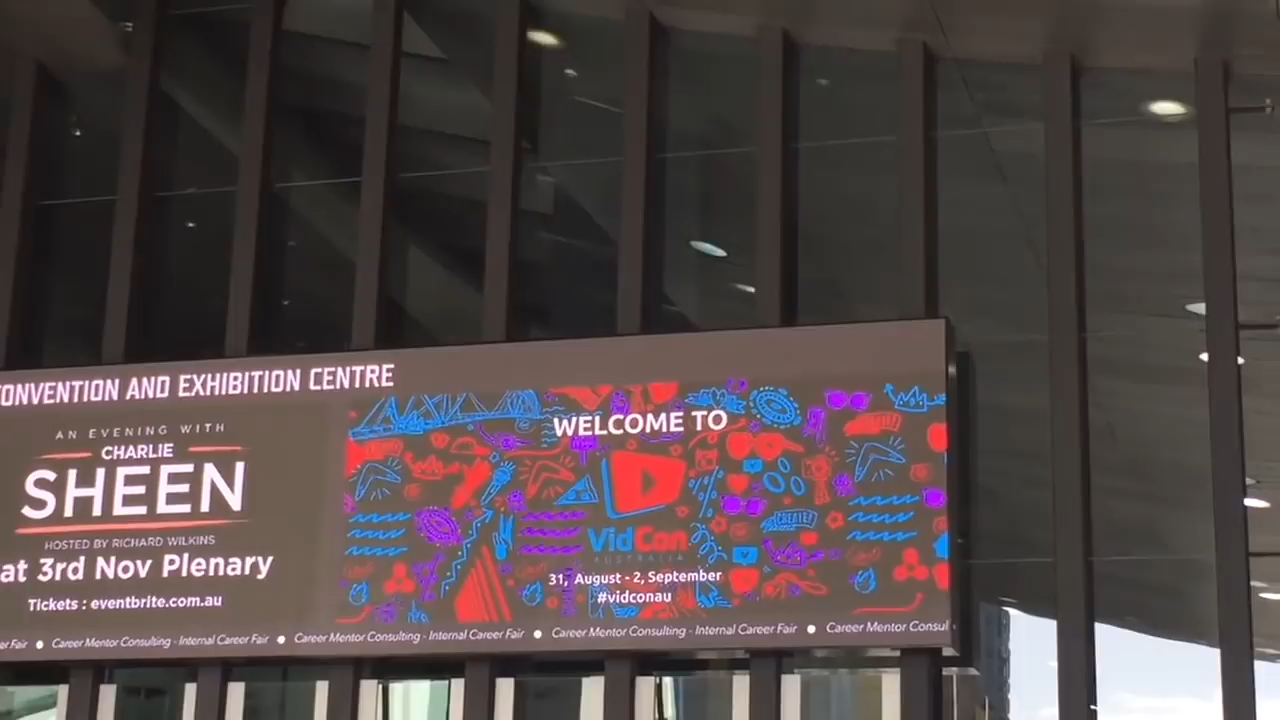 CONVENTION AND EXHIBITION CENTRE
AN EVENING WITH
CHARLIE
SHEEN
HOSTED BY RICHARD WILKINS
at 3rd Nov Plenary
Tickets : eventbrite.com.au
WELCOME TO
VidCon
AUSTRALIA
31, August - 2, September
#vidconau
CREATE!
er Fair ● Career Mentor Consulting - Internal Career Fair ● Career Mentor Consulting - Internal Career Fair ● Career Mentor Consulting - Internal Career Fair ● Career Mentor Consul